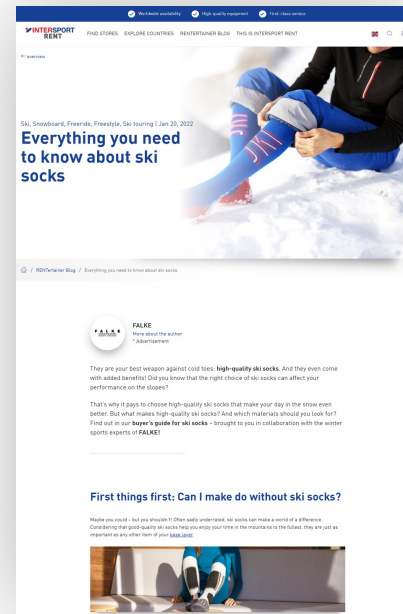 Worldwide availability High-quality equipment First-class service
INTERSPORT
RENT
FIND STORES EXPLORE COUNTRIES RENTERTAINER BLOG THIS IS INTERSPORT RENT
overview
Ski, Snowboard, Freeride, Freestyle, Ski touring | Jan 20, 2022
Everything you need
to know about ski
socks
/ RENTertainer Blog / Everything you need to know about ski socks
FALKE
FALKE
More about the author
* Advertisement
They are your best weapon against cold toes: high-quality ski socks. And they even come
with added benefits! Did you know that the right choice of ski socks can affect your
performance on the slopes?
That's why it pays to choose high-quality ski socks that make your day in the snow even
better. But what makes high-quality ski socks? And which materials should you look for?
Find out in our buyer's guide for ski socks – brought to you in collaboration with the winter
sports experts of FALKE!
First things first: Can I make do without ski socks?
Maybe you could – but you shouldn't! Often sadly underrated, ski socks can make a world of difference.
Considering that good-quality ski socks help you enjoy your time in the mountains to the fullest, they are just as
important as any other item of your base layer.